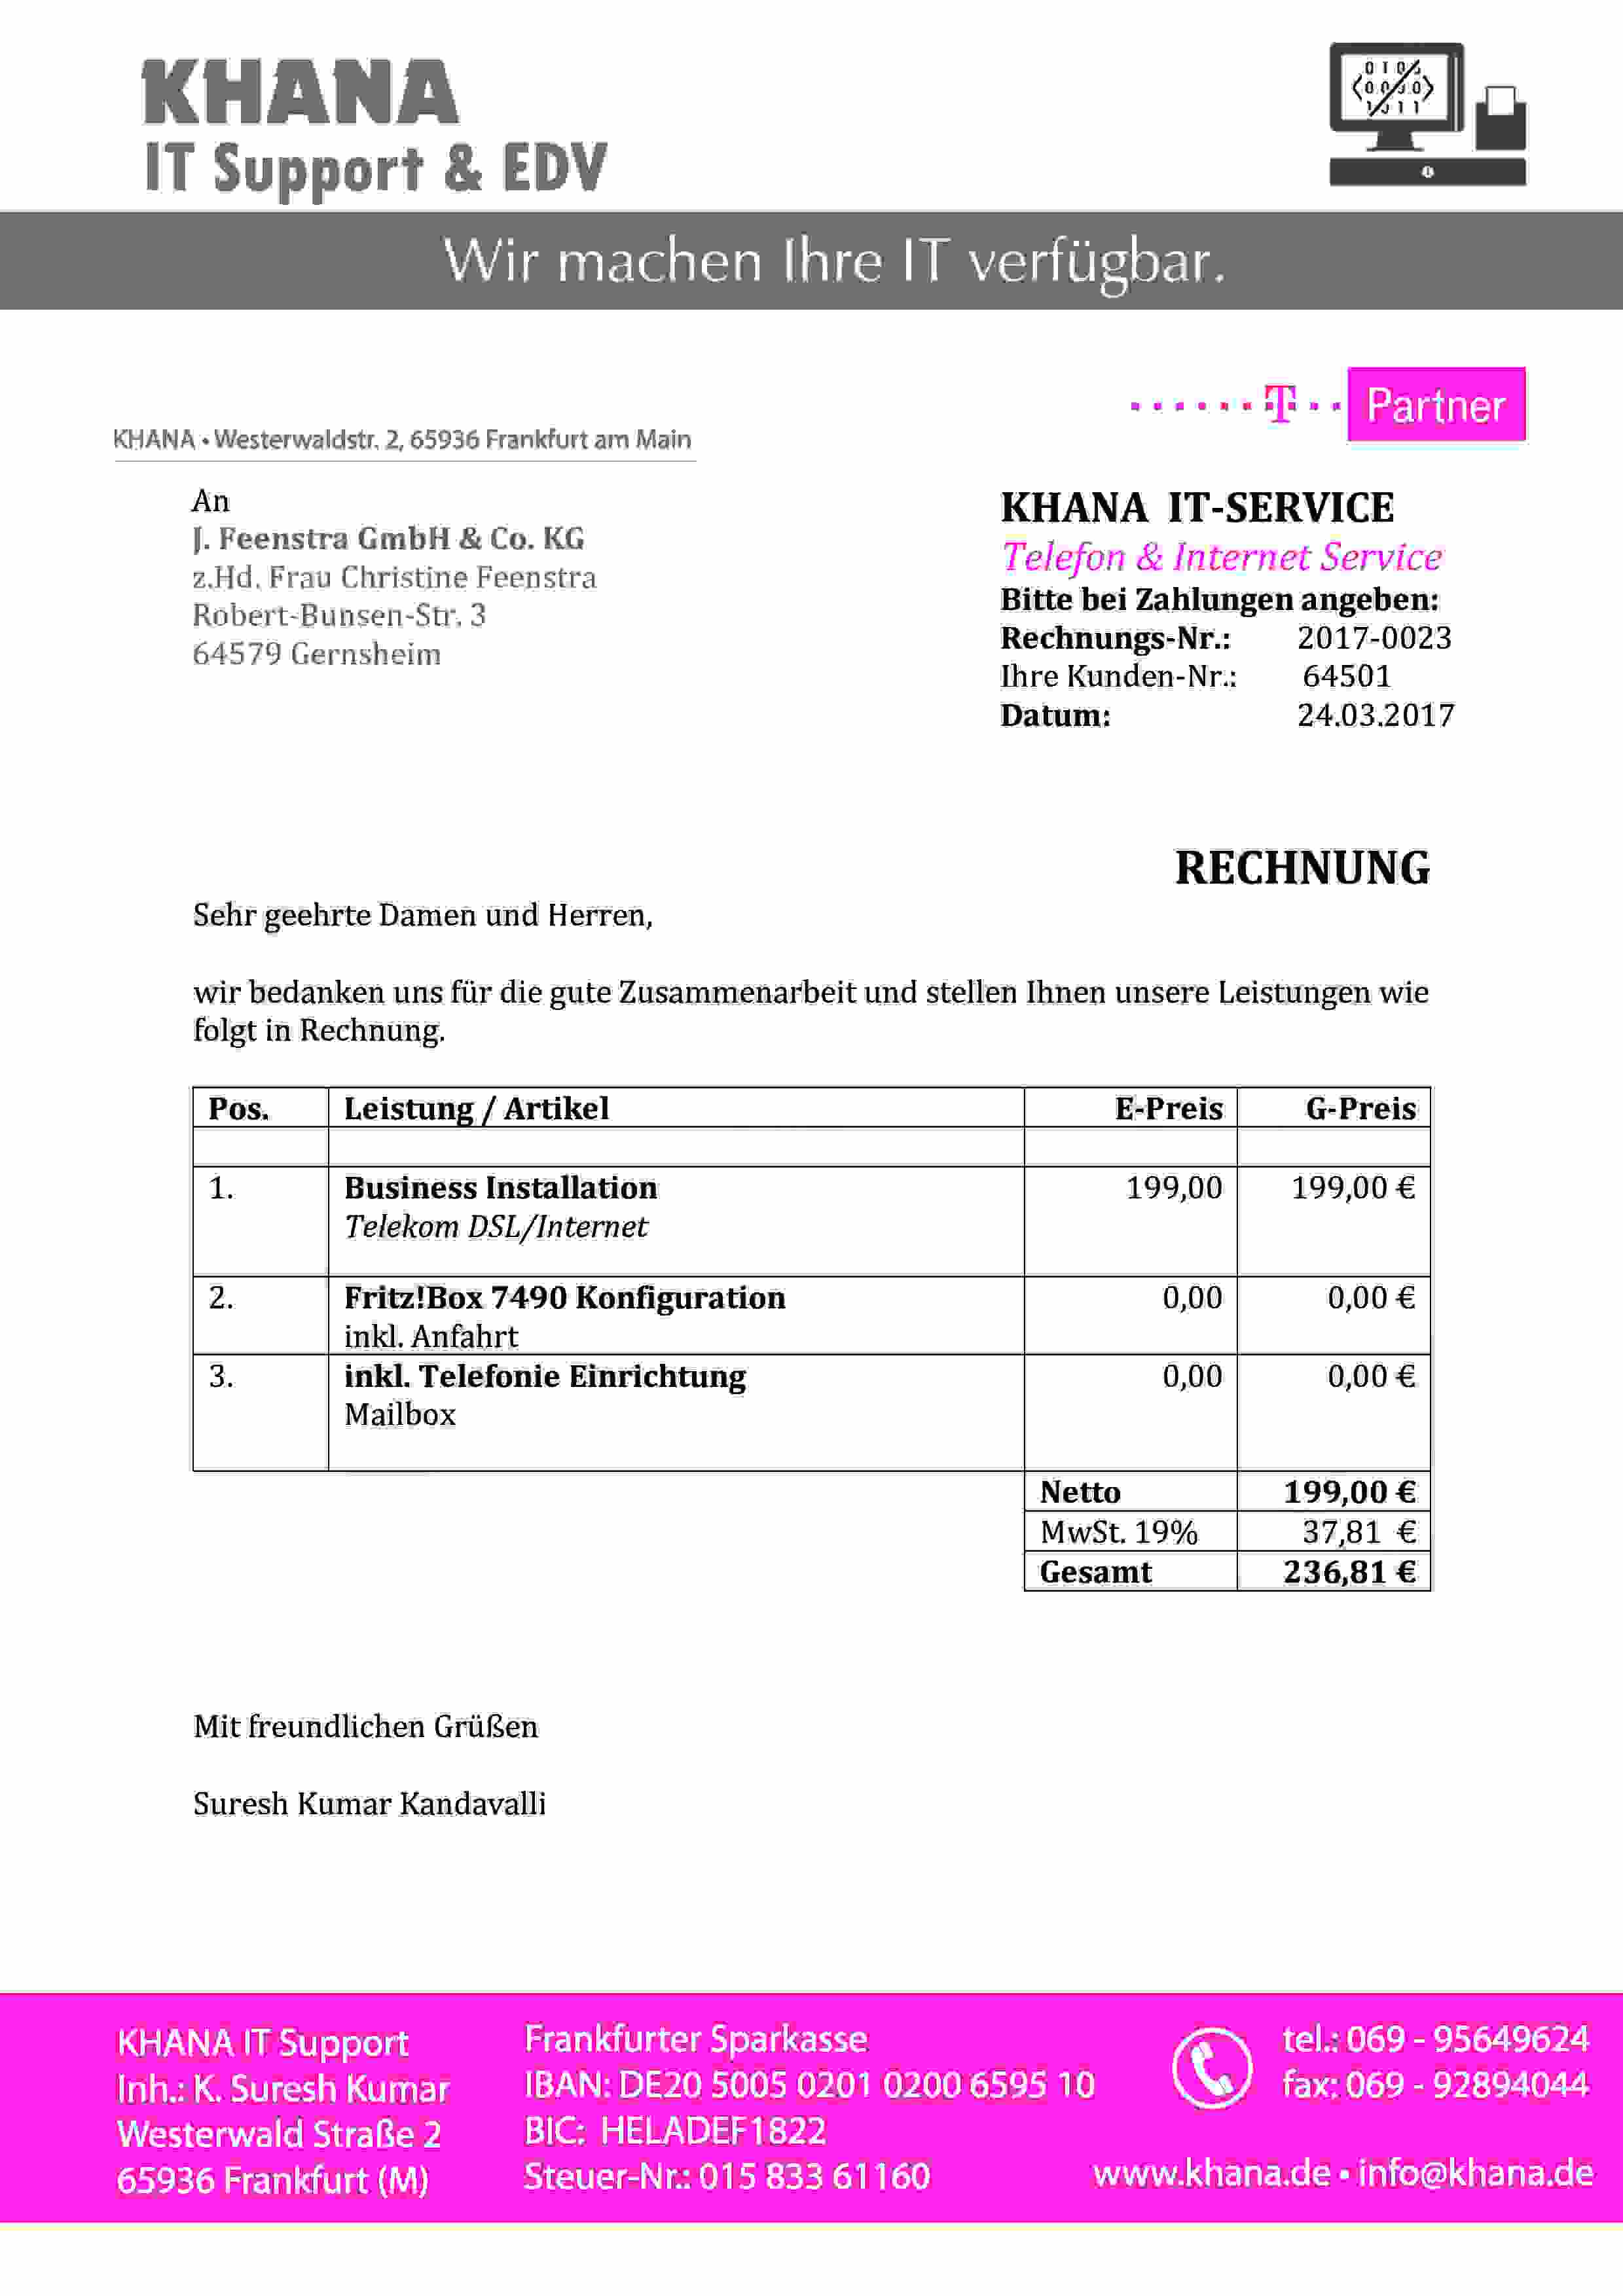 KHANA
IT Support & EDV
Wir machen Ihre IT verfügbar.
T Partner
KHANA • Westerwaldstr. 2, 65936 Frankfurt am Main
An
J. Feenstra GmbH & Co. KG
z.Hd. Frau Christine Feenstra
Robert-Bunsen-Str. 3
64579 Gernsheim
KHANA IT-SERVICE
Telefon & Internet Service
Bitte bei Zahlungen angeben:
Rechnungs-Nr.: 2017-0023
Ihre Kunden-Nr.: 64501
Datum: 24.03.2017
RECHNUNG
Sehr geehrte Damen und Herren,
wir bedanken uns für die gute Zusammenarbeit und stellen Ihnen unsere Leistungen wie
folgt in Rechnung.
Pos. Leistung / Artikel E-Preis G-Preis
1. Business Installation 199,00 199,00 €
Telekom DSL/Internet
2. Fritz!Box 7490 Konfiguration 0,00 0,00 €
inkl. Anfahrt
3. inkl. Telefonie Einrichtung 0,00 0,00 €
Mailbox
Netto 199,00 €
MwSt. 19% 37,81 €
Gesamt 236,81 €
Mit freundlichen Grüßen
Suresh Kumar Kandavalli
KHANA IT Support
Inh.: K. Suresh Kumar
Westerwald Straße 2
65936 Frankfurt (M)
Frankfurter Sparkasse
IBAN: DE20 5005 0201 0200 6595 10
BIC: HELADEF1822
Steuer-Nr.: 015 833 61160
tel.: 069 - 95649624
fax: 069 - 92894044
www.khana.de • info@khana.de